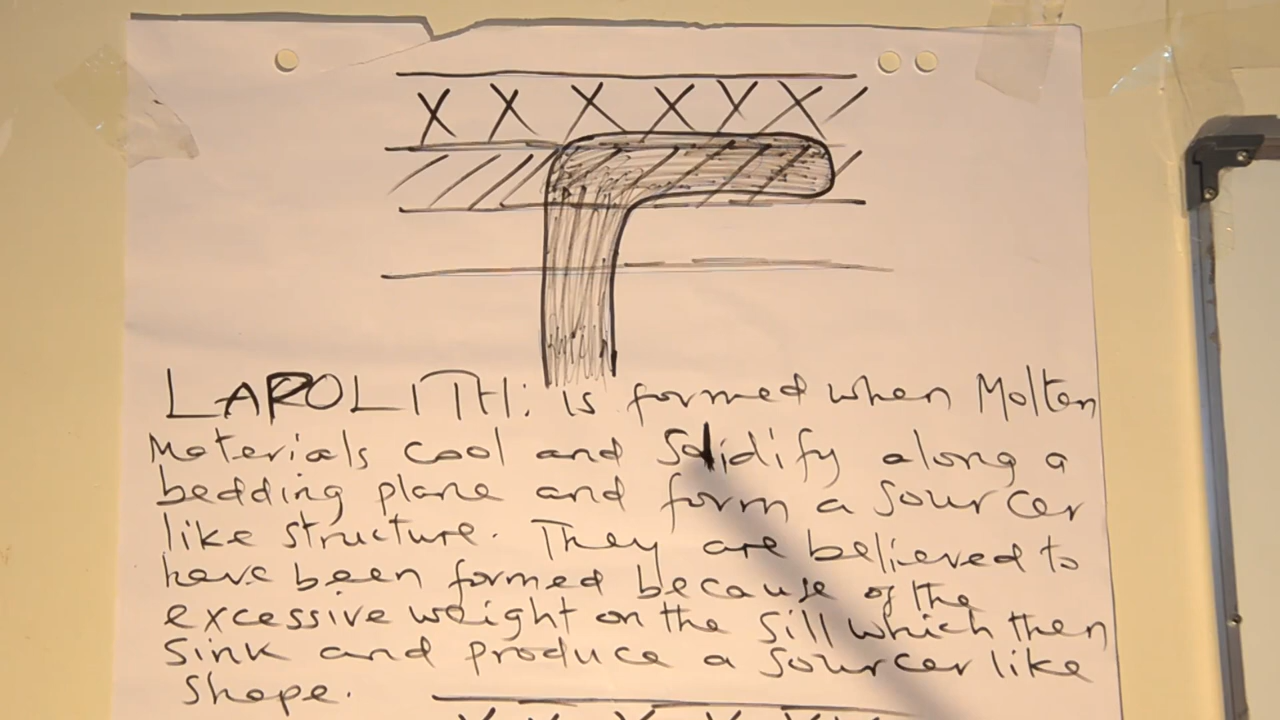 LAPOLITH: is formed when Molten
Materials cool and Solidify along a
bedding plane and form a sourcer
like structure. They are believed to
have been formed because of the
excessive weight on the Sill which then
Sink and produce a sourcer like
Shape.